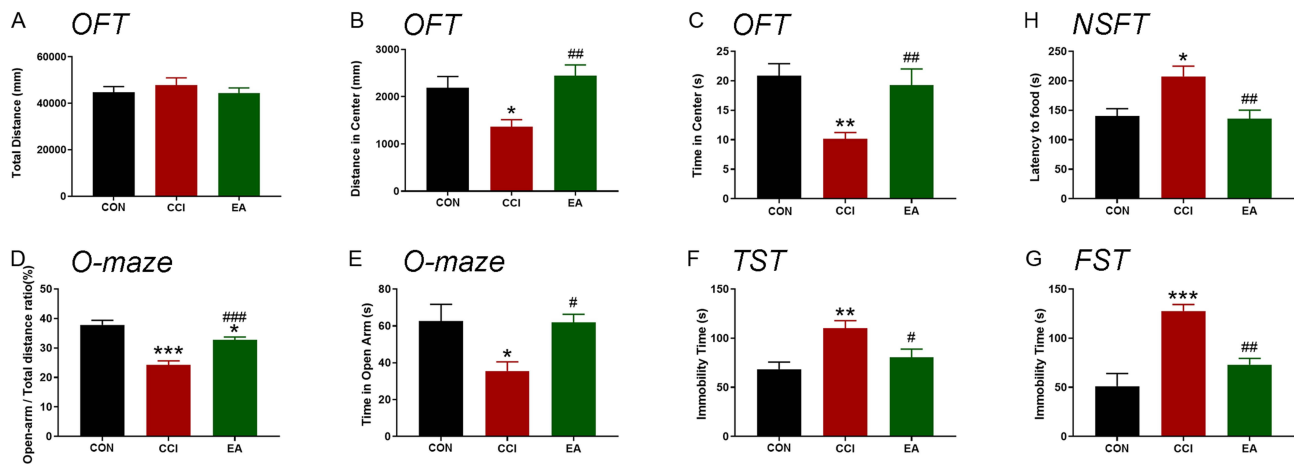 A OFT
Total Distance (mm)
60000
40000
20000
0
CON CCI EA
B OFT
Distance in Center (mm)
3000
2000
1000
0
##
*
CON CCI EA
C OFT
Time in Center (s)
25
20
15
10
5
0
##
**
CON CCI EA
H NSFT
Latency to food (s)
250
200
150
100
50
0
*
##
CON CCI EA
D O-maze
Open-arm / Total distance ratio(%)
50
40
30
20
10
0
###
*
***
CON CCI EA
E O-maze
Time in Open Arm (s)
80
60
40
20
0
#
*
CON CCI EA
F TST
Immobility Time (s)
150
100
50
0
**
#
CON CCI EA
G FST
Immobility Time (s)
150
100
50
0
***
##
CON CCI EA